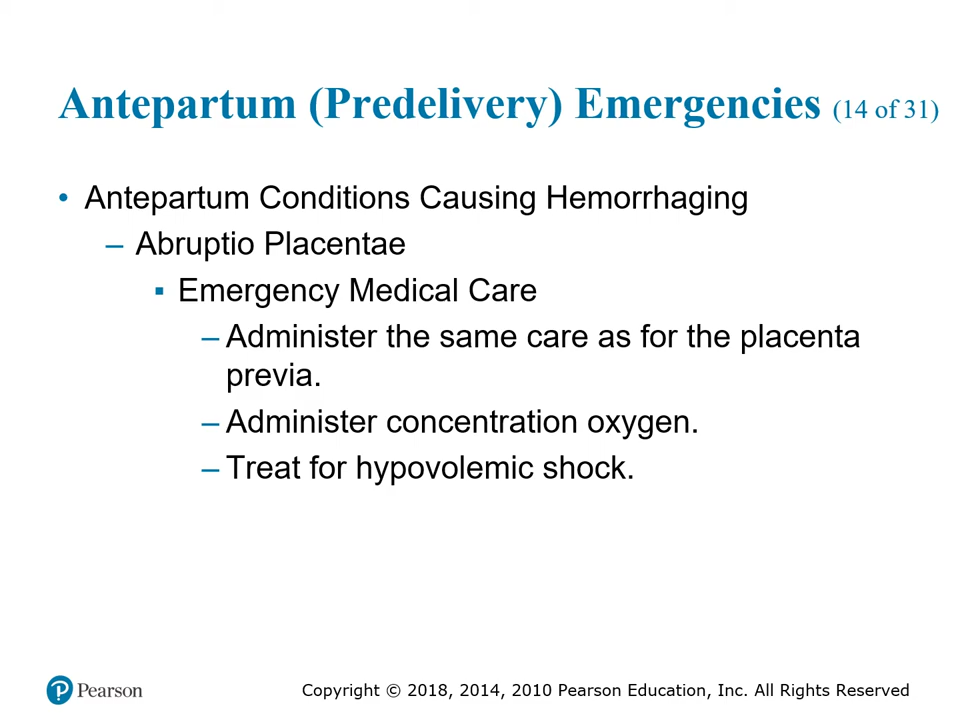 Antepartum (Predelivery) Emergencies (14 of 31)
• Antepartum Conditions Causing Hemorrhaging
– Abruptio Placentae
▪ Emergency Medical Care
– Administer the same care as for the placenta
previa.
– Administer concentration oxygen.
– Treat for hypovolemic shock.
Pearson
Copyright © 2018, 2014, 2010 Pearson Education, Inc. All Rights Reserved